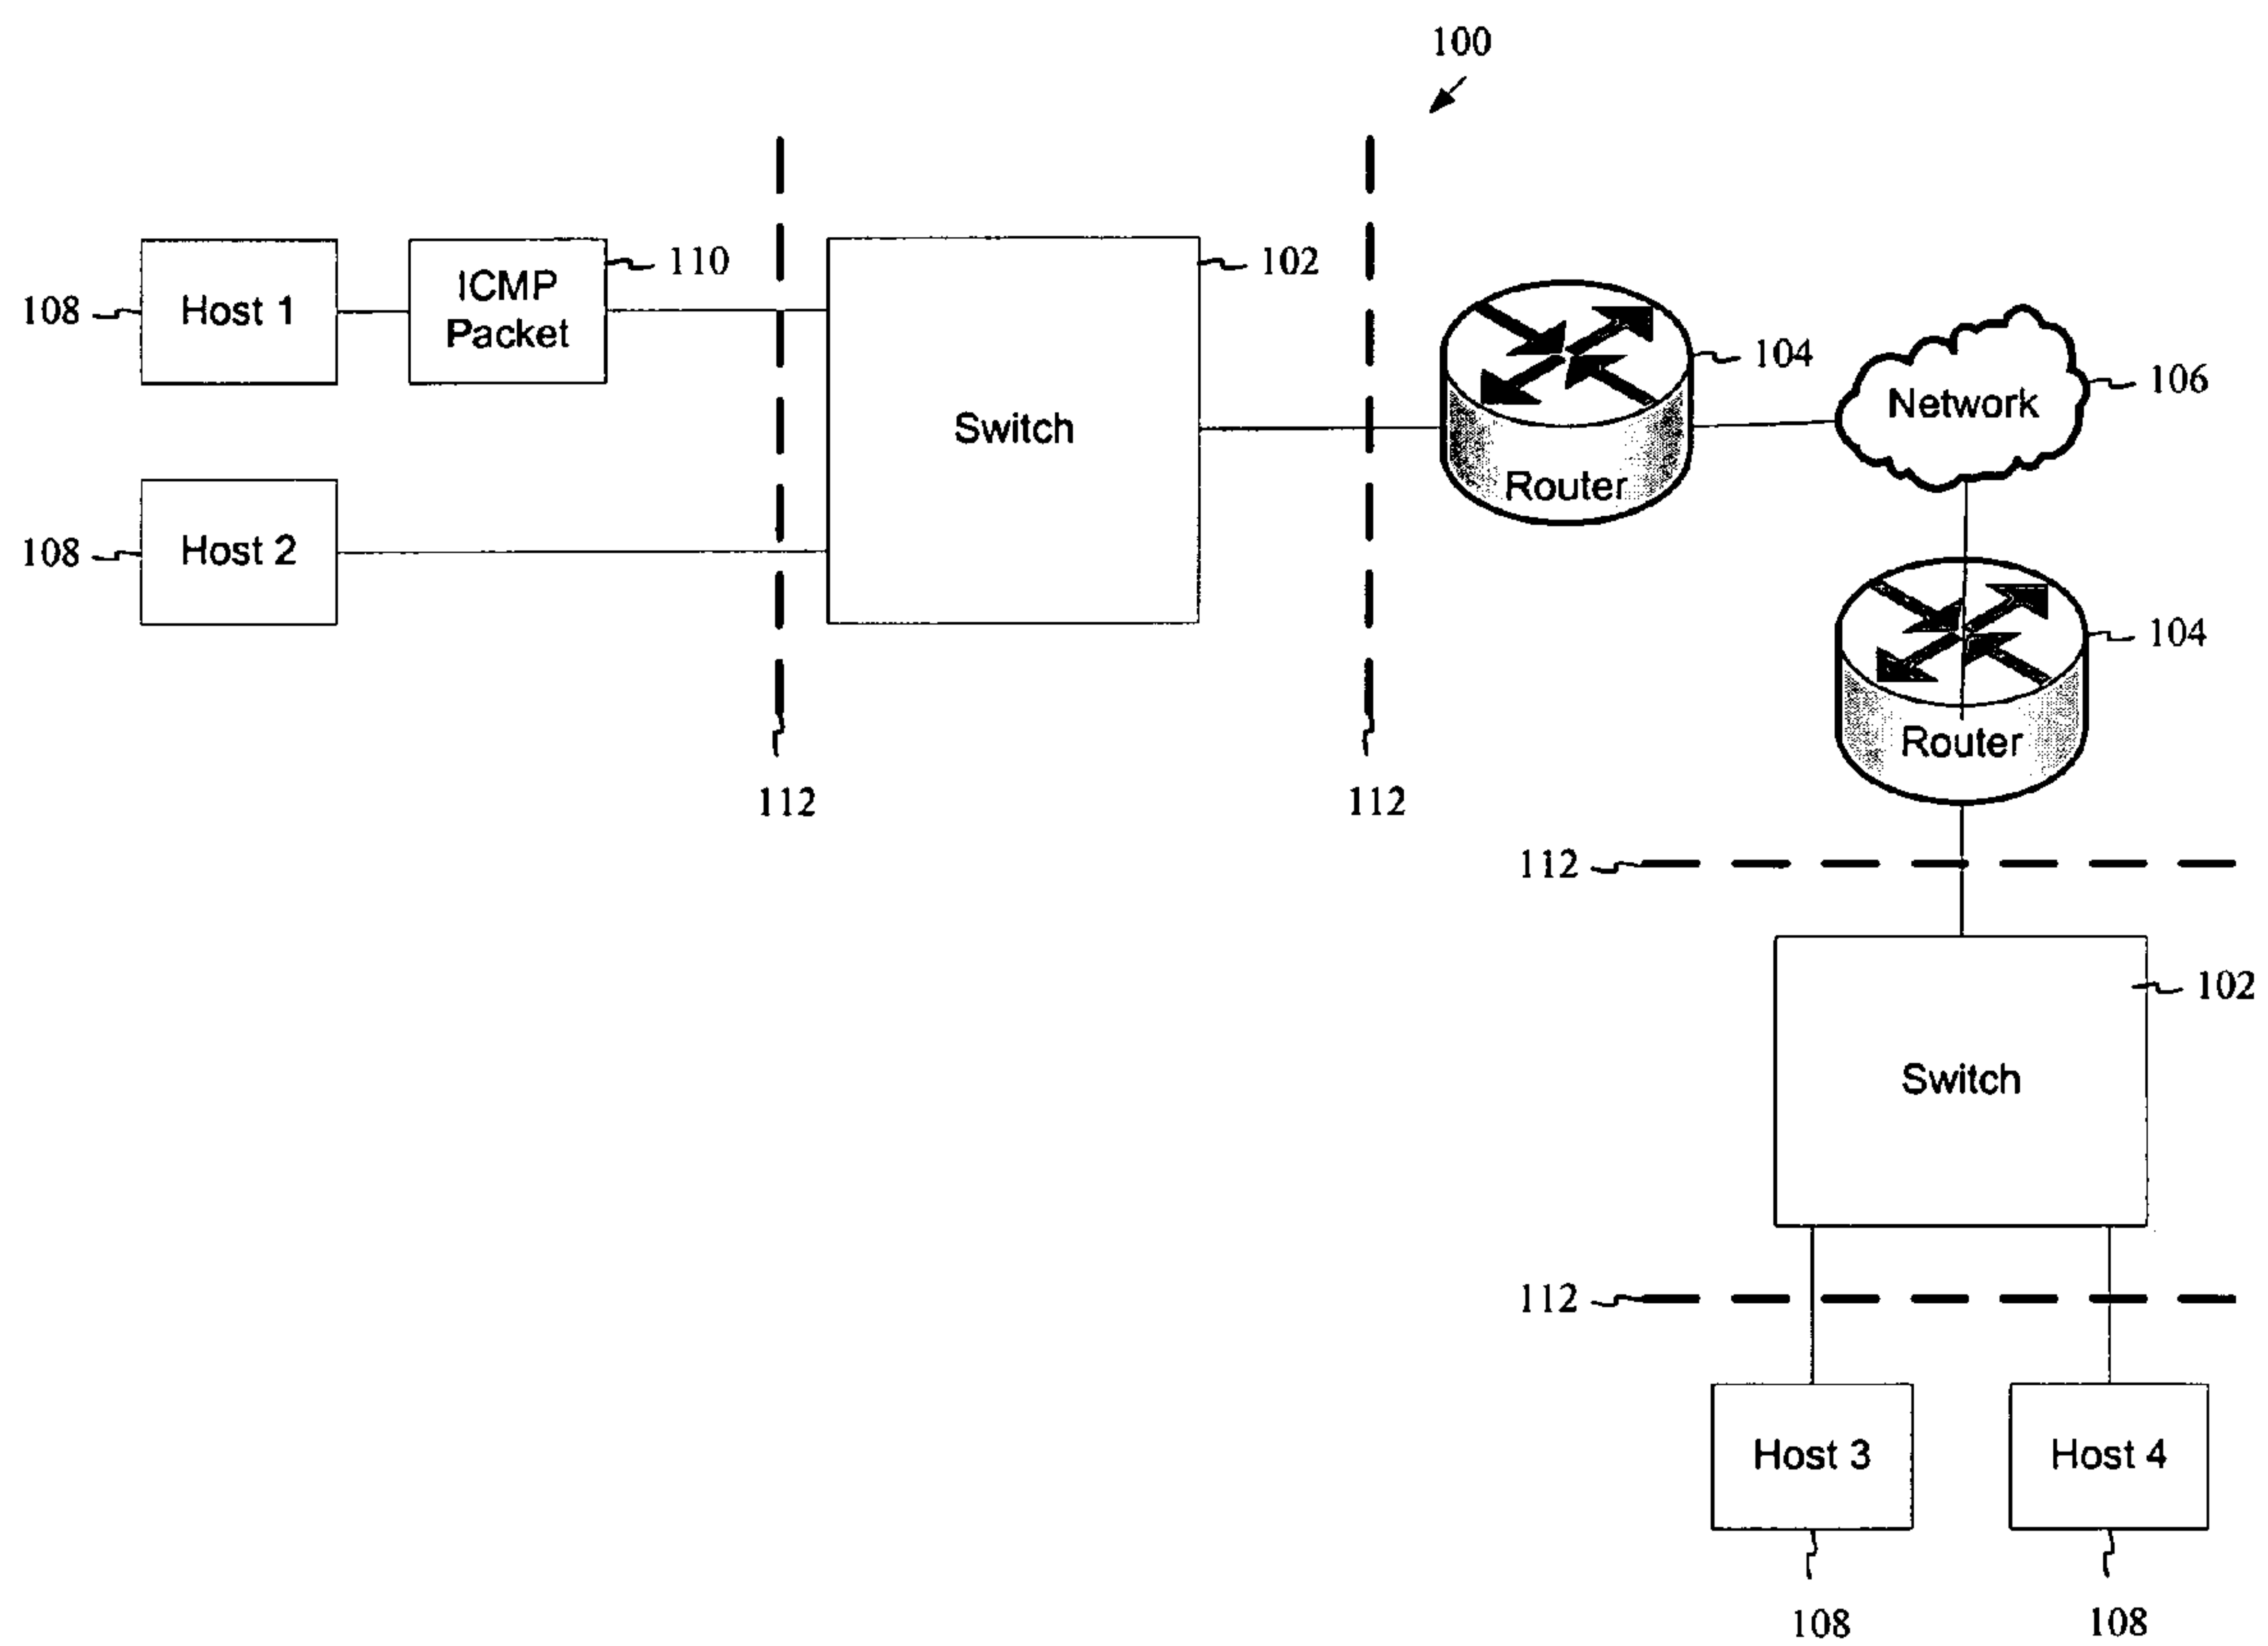 100
110
102
108
Host 1
ICMP
Packet
104
106
Network
Switch
Router
108
Host 2
104
Router
112
112
112
102
Switch
112
Host 3
Host 4
108
108